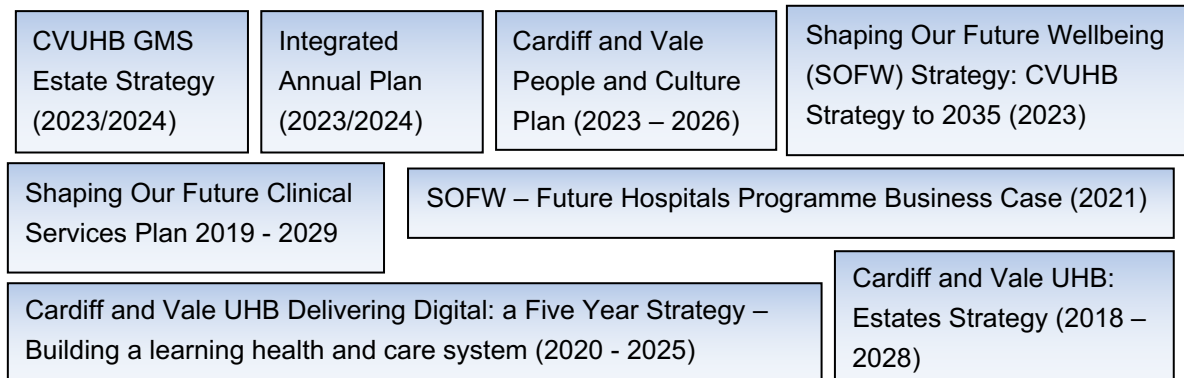 CVUHB GMS
Estate Strategy
(2023/2024)
Integrated
Annual Plan
(2023/2024)
Cardiff and Vale
People and Culture
Plan (2023 – 2026)
Shaping Our Future Wellbeing
(SOFW) Strategy: CVUHB
Strategy to 2035 (2023)
Shaping Our Future Clinical
Services Plan 2019 - 2029
SOFW – Future Hospitals Programme Business Case (2021)
Cardiff and Vale UHB Delivering Digital: a Five Year Strategy –
Building a learning health and care system (2020 - 2025)
Cardiff and Vale UHB:
Estates Strategy (2018 –
2028)